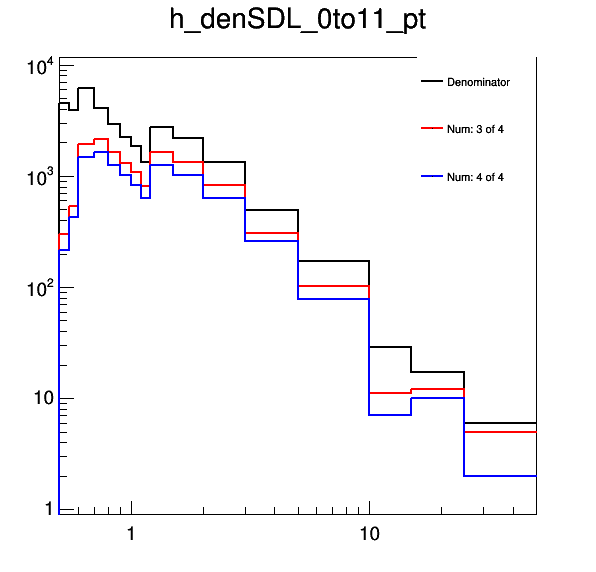 h_denSDL_0to11_pt
10⁴
Denominator
Num: 3 of 4
10³
Num: 4 of 4
10²
10
1
1 10